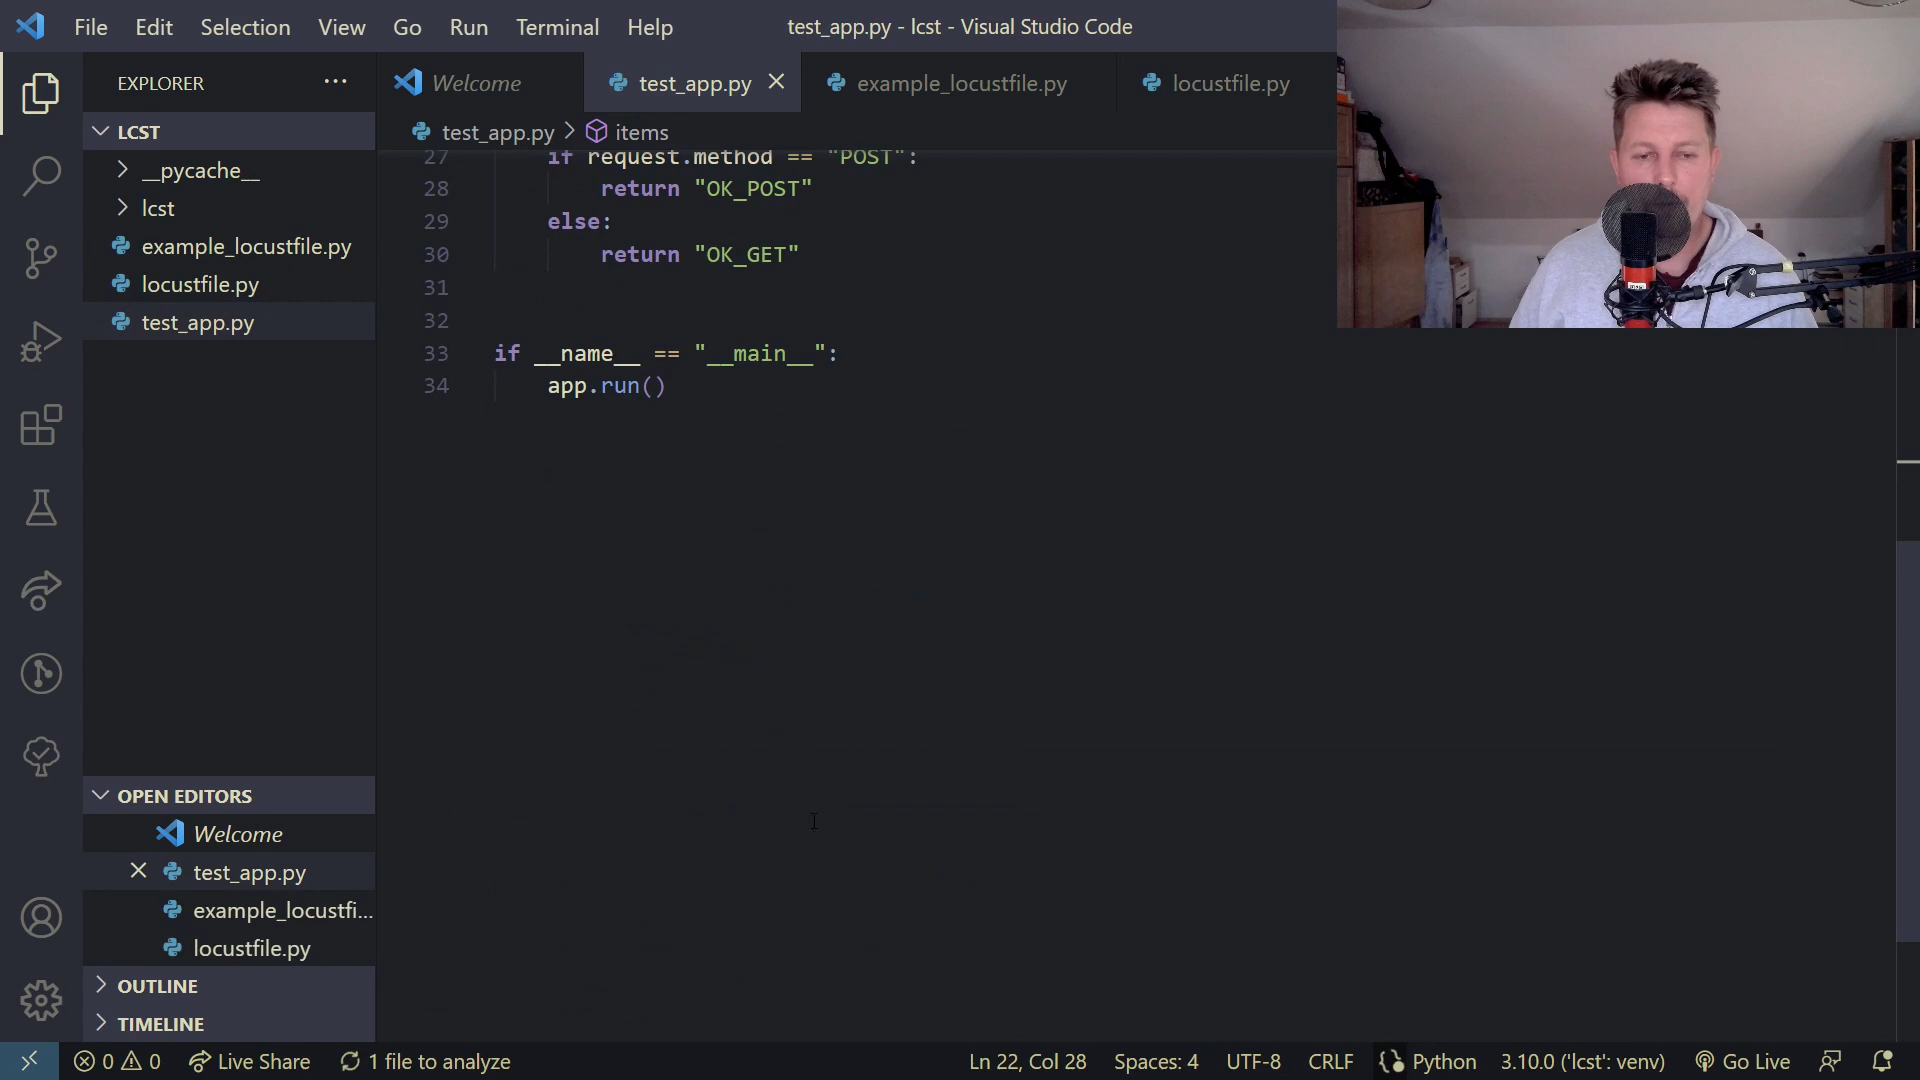 File Edit Selection View Go Run Terminal Help
test_app.py - lcst - Visual Studio Code
EXPLORER
LCST
__pycache__
lcst
example_locustfile.py
locustfile.py
test_app.py
OPEN EDITORS
Welcome
test_app.py
example_locustfi...
locustfile.py
OUTLINE
TIMELINE
Welcome test_app.py example_locustfile.py locustfile.py
test_app.py > items
27 if request.method == "POST":
28 return "OK_POST"
29 else:
30 return "OK_GET"
31
32
33 if __name__ == "__main__":
34 app.run()
0 0 Live Share 1 file to analyze Ln 22, Col 28 Spaces: 4 UTF-8 CRLF Python 3.10.0 ('lcst': venv) Go Live